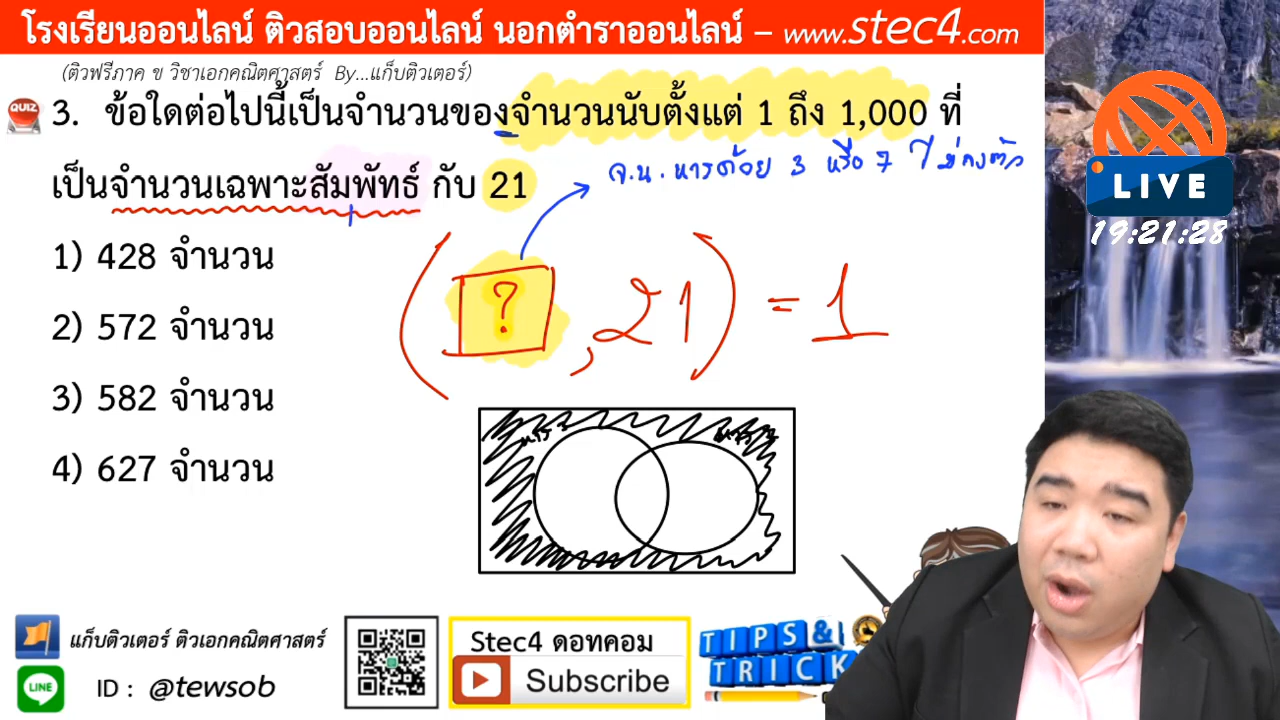 โรงเรียนออนไลน์ ติวสอบออนไลน์ นอกตำราออนไลน์ – www.stec4.com
(ติวฟรีภาค ข วิชาเอกคณิตศาสตร์ By...แก็บติวเตอร์)
QUIZ
3. ข้อใดต่อไปนี้เป็นจำนวนของจำนวนนับตั้งแต่ 1 ถึง 1,000 ที่
เป็นจำนวนเฉพาะสัมพัทธ์ กับ 21
จ.น. หารด้วย 3 หรือ 7 ไม่ลงตัว
LIVE
19:21:28
1) 428 จำนวน
2) 572 จำนวน
3) 582 จำนวน
4) 627 จำนวน
( ? , 21 ) = 1
แก็บติวเตอร์ ติวเอกคณิตศาสตร์
LINE
ID : @tewsob
Stec4 ดอทคอม
Subscribe
TIPS &
TRICK